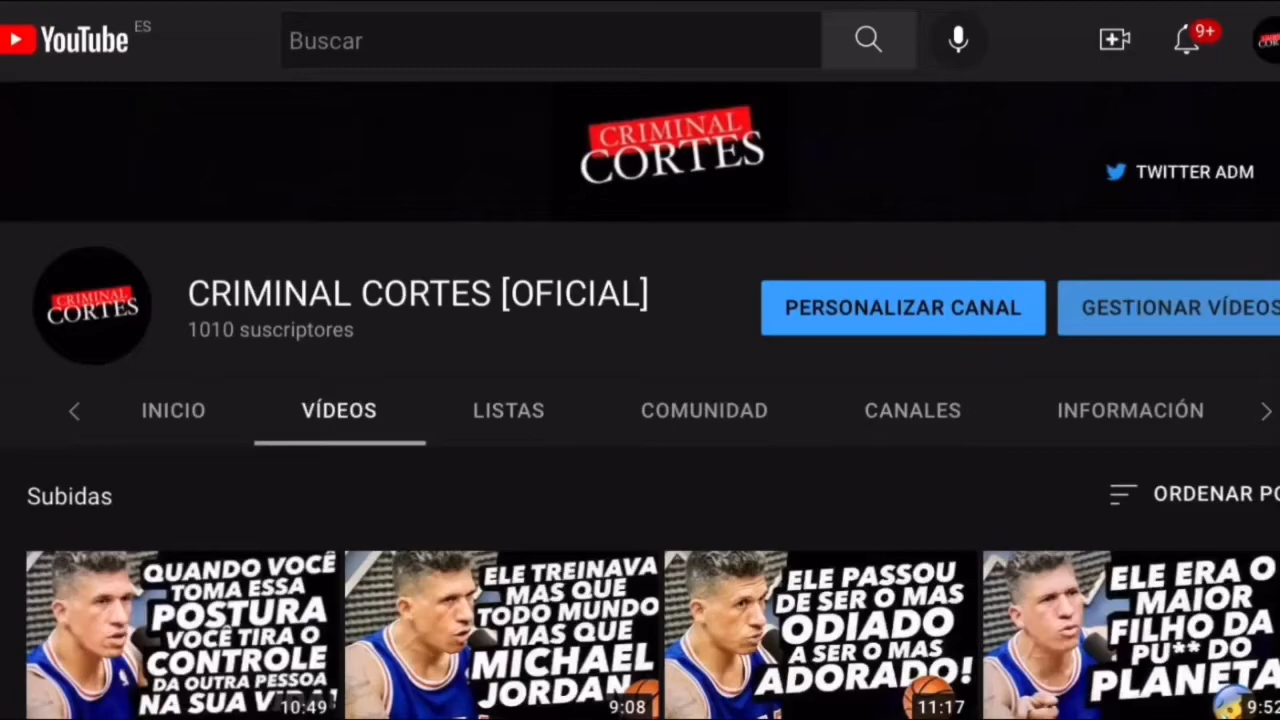 YouTube ES
Buscar
9+
CRIMINAL
CORTES
TWITTER ADM
CRIMINAL
CORTES
CRIMINAL CORTES [OFICIAL]
1010 suscriptores
PERSONALIZAR CANAL
GESTIONAR VÍDEOS
INICIO
VÍDEOS
LISTAS
COMUNIDAD
CANALES
INFORMACIÓN
Subidas
ORDENAR PO
QUANDO VOCÊ
TOMA ESSA
POSTURA
VOCÊ TIRA O
CONTROLE
DA OUTRA PESSOA
NA SUA
10:49
ELE TREINAVA
MAS QUE
TODO MUNDO
MAS QUE
MICHAEL
JORDAN
9:08
ELE PASSOU
DE SER O MAS
ODIADO
A SER O MAS
ADORADO!
11:17
ELE ERA O
MAIOR
FILHO DA
PU** DO
PLANETA
9:52